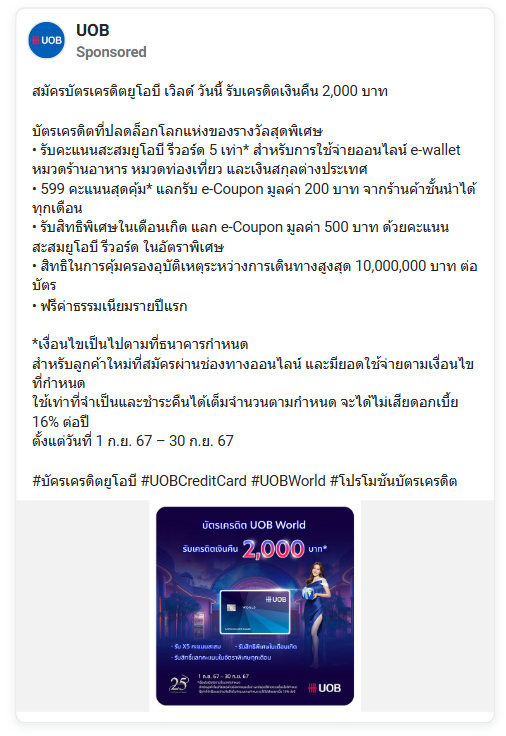 UOB
Sponsored
สมัครบัตรเครดิตยูโอบี เวิลด์ วันนี้ รับเครดิตเงินคืน 2,000 บาท
บัตรเครดิตที่ปลดล็อกโลกแห่งของรางวัลสุดพิเศษ
• รับคะแนนสะสมยูโอบี รีวอร์ด 5 เท่า* สำหรับการใช้จ่ายออนไลน์ e-wallet
หมวดร้านอาหาร หมวดท่องเที่ยว และเงินสกุลต่างประเทศ
• 599 คะแนนสุดคุ้ม* แลกรับ e-Coupon มูลค่า 200 บาท จากร้านค้าชั้นนำได้
ทุกเดือน
• รับสิทธิพิเศษในเดือนเกิด แลก e-Coupon มูลค่า 500 บาท ด้วยคะแนน
สะสมยูโอบี รีวอร์ด ในอัตราพิเศษ
• สิทธิในการคุ้มครองอุบัติเหตุระหว่างการเดินทางสูงสุด 10,000,000 บาท ต่อ
บัตร
• ฟรีค่าธรรมเนียมรายปีแรก
*เงื่อนไขเป็นไปตามที่ธนาคารกำหนด
สำหรับลูกค้าใหม่ที่สมัครผ่านช่องทางออนไลน์ และมียอดใช้จ่ายตามเงื่อนไข
ที่กำหนด
ใช้เท่าที่จำเป็นและชำระคืนได้เต็มจำนวนตามกำหนด จะได้ไม่เสียดอกเบี้ย
16% ต่อปี
ตั้งแต่วันที่ 1 ก.ย. 67 – 30 ก.ย. 67
#บัครเครดิตยูโอบี #UOBCreditCard #UOBWorld #โปรโมชันบัตรเครดิต
บัตรเครดิต UOB World
รับเครดิตเงินคืน 2,000 บาท*
UOB
WORLD
· รับ X5 คะแนนสะสม · รับสิทธิพิเศษในเดือนเกิด
· รับสิทธิ์แลกคะแนนในอัตราพิเศษทุกเดือน
25
1 ก.ย. 67 - 30 ก.ย. 67
UOB